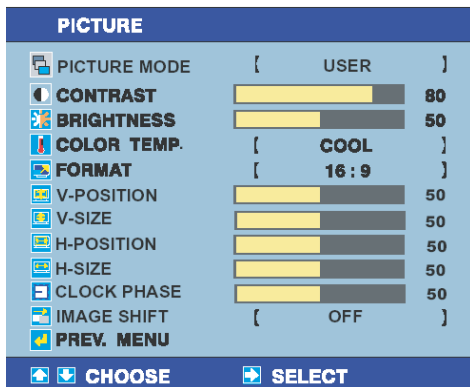 PICTURE
PICTURE MODE [ USER ]
CONTRAST 80
BRIGHTNESS 50
COLOR TEMP. [ COOL ]
FORMAT [ 16 : 9 ]
V-POSITION 50
V-SIZE 50
H-POSITION 50
H-SIZE 50
CLOCK PHASE 50
IMAGE SHIFT [ OFF ]
PREV. MENU
CHOOSE SELECT